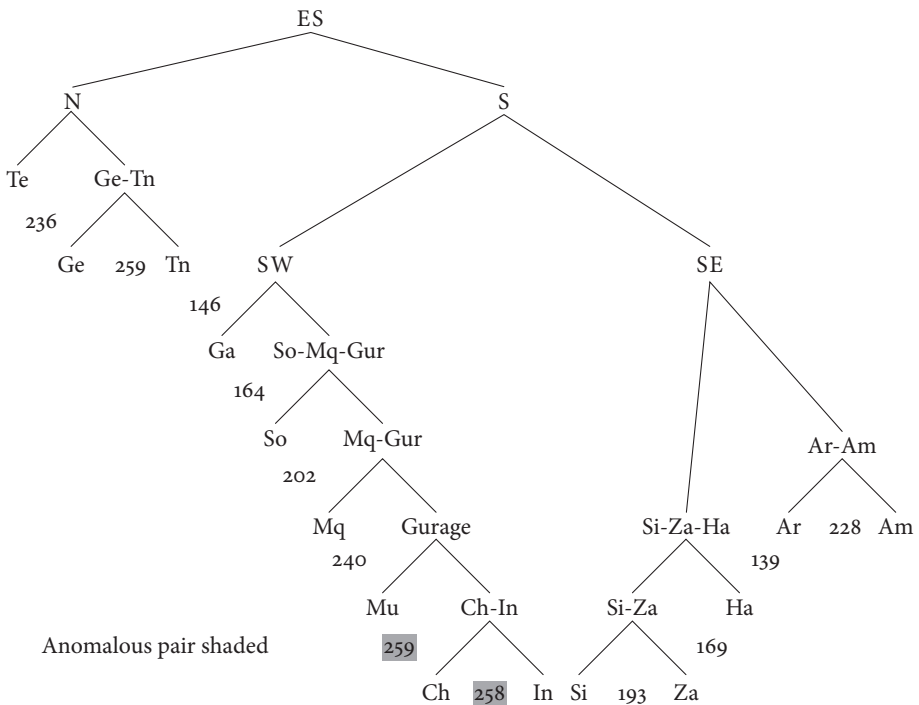 ES
N S
Te Ge-Tn
236
Ge 259 Tn SW SE
146
Ga So-Mq-Gur
164
So Mq-Gur Ar-Am
202
Mq Gurage Si-Za-Ha Ar 228 Am
240 139
Mu Ch-In Si-Za Ha
Anomalous pair shaded 259 169
Ch 258 In Si 193 Za